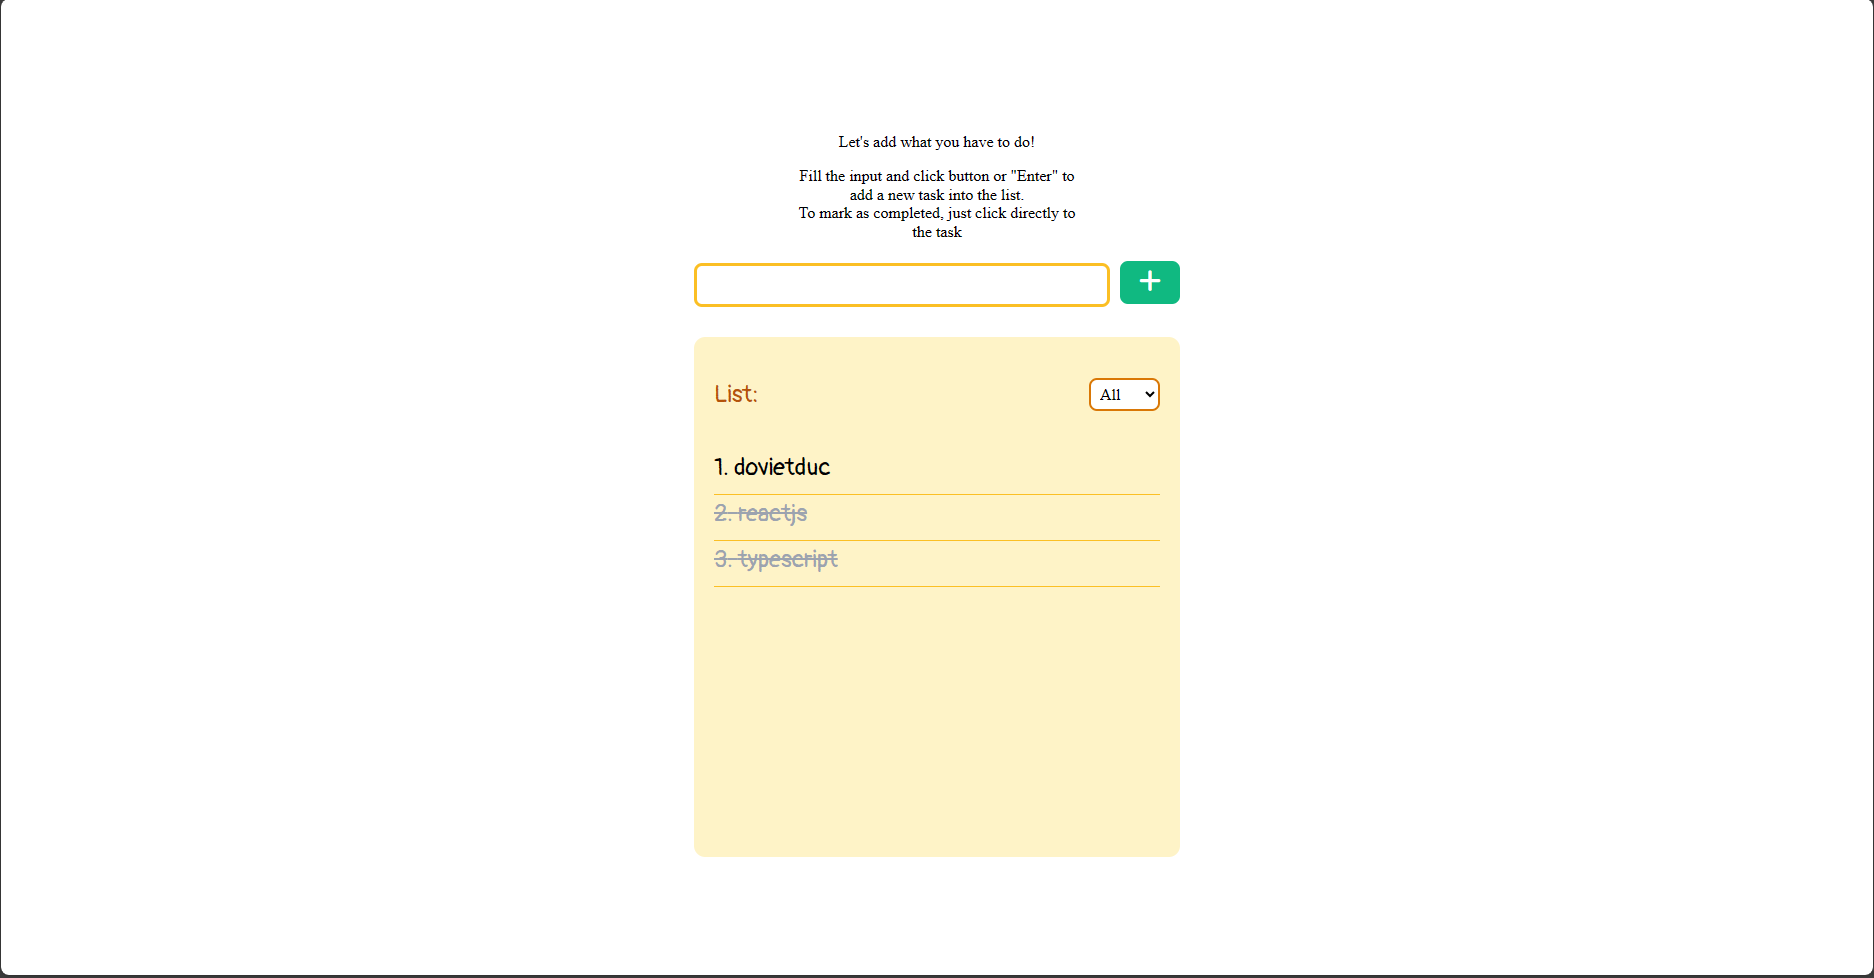 Let's add what you have to do!
Fill the input and click button or "Enter" to
add a new task into the list.
To mark as completed, just click directly to
the task
List:
All
1. dovietduc
2. reactjs
3. typescript